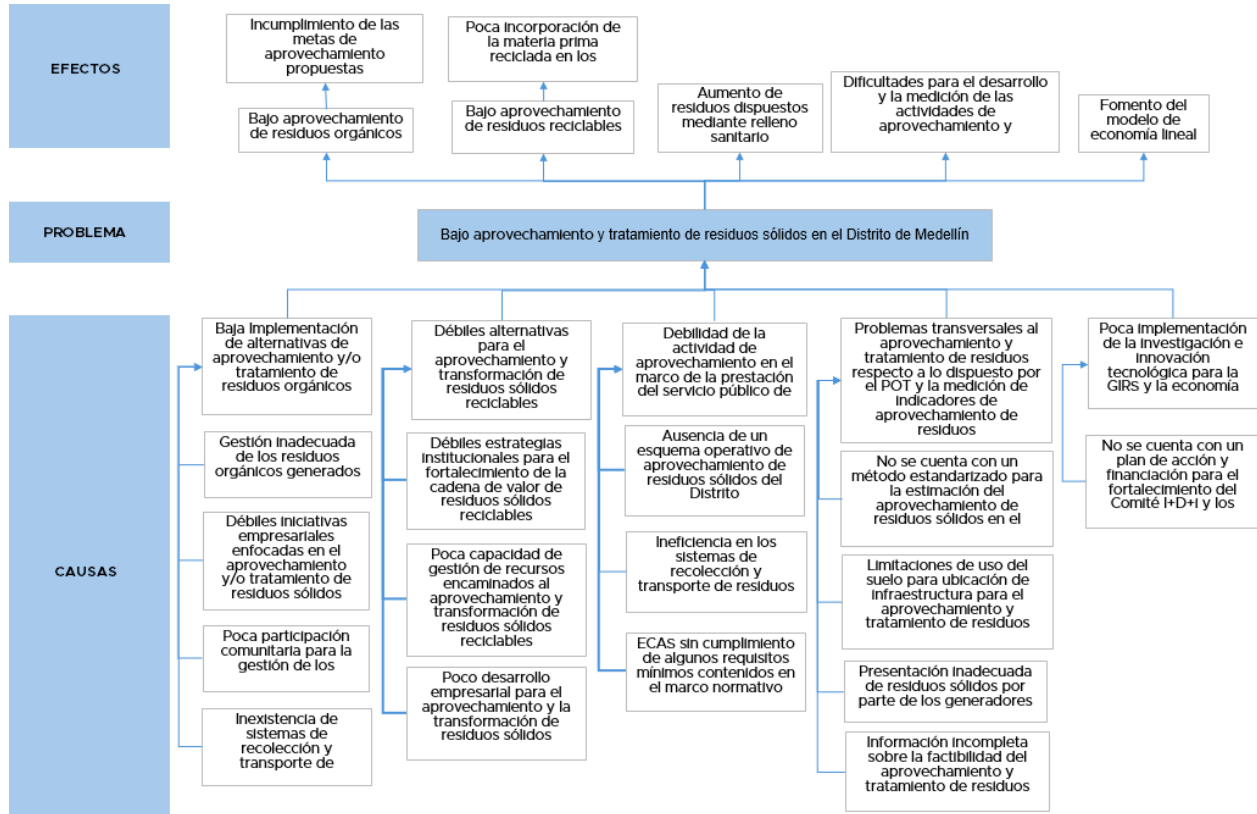 EFECTOS
Incumplimiento de las
metas de
aprovechamiento
propuestas
Poca incorporación de
la materia prima
reciclada en los
Bajo aprovechamiento
de residuos orgánicos
Bajo aprovechamiento
de residuos reciclables
Aumento de
residuos dispuestos
mediante relleno
sanitario
Dificultades para el desarrollo
y la medición de las
actividades de
aprovechamiento y
Fomento del
modelo de
economía lineal
PROBLEMA
Bajo aprovechamiento y tratamiento de residuos sólidos en el Distrito de Medellín
CAUSAS
Baja Implementación
de alternativas de
aprovechamiento y/o
tratamiento de
residuos orgánicos
Gestión inadecuada
de los residuos
orgánicos generados
Débiles iniciativas
empresariales
enfocadas en el
aprovechamiento
y/o tratamiento de
residuos sólidos
Poca participación
comunitaria para la
gestión de los
Inexistencia de
sistemas de
recolección y
transporte de
Débiles alternativas
para el
aprovechamiento y
transformación de
residuos sólidos
reciclables
Débiles estrategias
institucionales para el
fortalecimiento de la
cadena de valor de
residuos sólidos
reciclables
Poca capacidad de
gestión de recursos
encaminados al
aprovechamiento y
transformación de
residuos sólidos
reciclables
Poco desarrollo
empresarial para el
aprovechamiento y la
transformación de
residuos sólidos
Debilidad de la
actividad de
aprovechamiento en el
marco de la prestación
del servicio público de
Ausencia de un
esquema operativo de
aprovechamiento de
residuos sólidos del
Distrito
Ineficiencia en los
sistemas de
recolección y
transporte de residuos
ECAS sin cumplimiento
de algunos requisitos
mínimos contenidos en
el marco normativo
Problemas transversales al
aprovechamiento y
tratamiento de residuos
respecto a lo dispuesto por
el POT y la medición de
indicadores de
aprovechamiento de
residuos
No se cuenta con un
método estandarizado para
la estimación del
aprovechamiento de
residuos sólidos en el
Limitaciones de uso del
suelo para ubicación de
infraestructura para el
aprovechamiento y
tratamiento de residuos
Presentación inadecuada
de residuos sólidos por
parte de los generadores
Información incompleta
sobre la factibilidad del
aprovechamiento y
tratamiento de residuos
Poca implementación
de la investigación e
innovación
tecnológica para la
GIRS y la economía
No se cuenta con un
plan de acción y
financiación para el
fortalecimiento del
Comité I+D+i y los